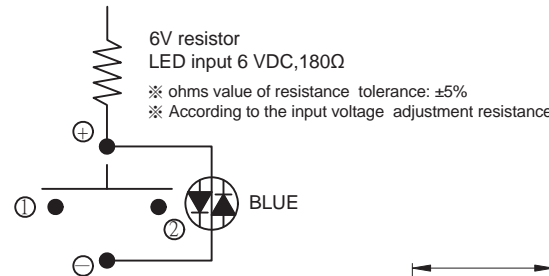 6V resistor
LED input 6 VDC,180Ω
※ ohms value of resistance tolerance: ±5%
※ According to the input voltage adjustment resistance
+
①
②
BLUE
−